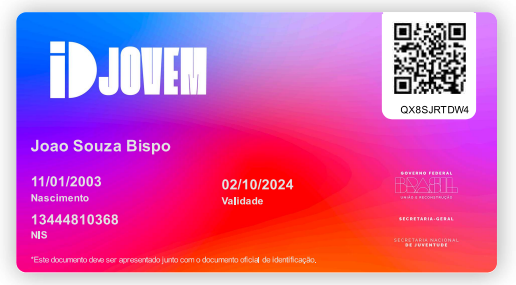 iD JOVEM
QX8SJRTDW4
Joao Souza Bispo
11/01/2003
Nascimento
02/10/2024
Validade
13444810368
NIS
GOVERNO FEDERAL
BRASIL
UNIÃO E RECONSTRUÇÃO
SECRETARIA-GERAL
SECRETARIA NACIONAL
DE JUVENTUDE
*Este documento deve ser apresentado junto com o documento oficial de identificação.